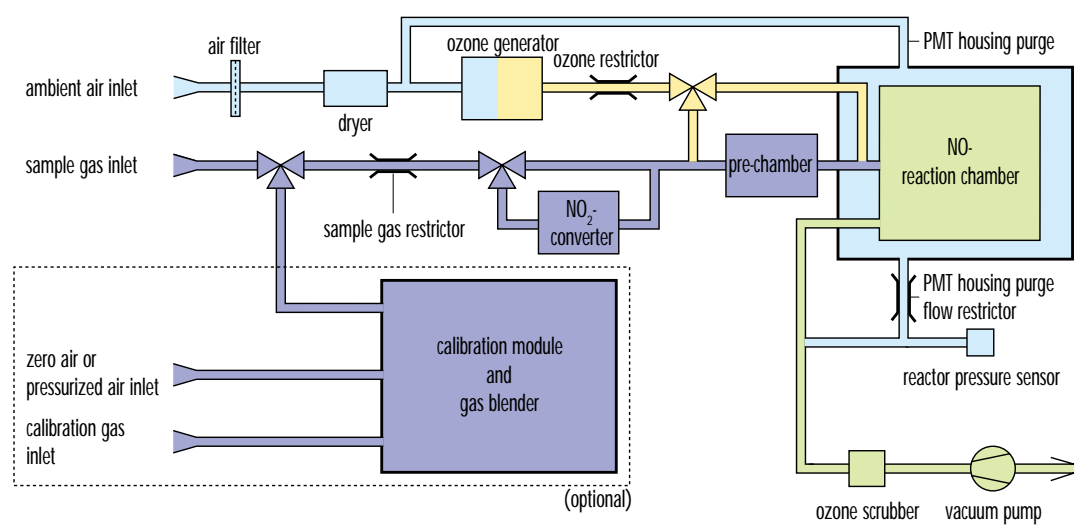 PMT housing purge
air filter
ozone generator
ozone restrictor
ambient air inlet
dryer
sample gas inlet
pre-chamber
NO-
reaction chamber
NO₂-
converter
sample gas restrictor
PMT housing purge
flow restrictor
calibration module
and
gas blender
zero air or
pressurized air inlet
reactor pressure sensor
calibration gas
inlet
(optional)
ozone scrubber
vacuum pump